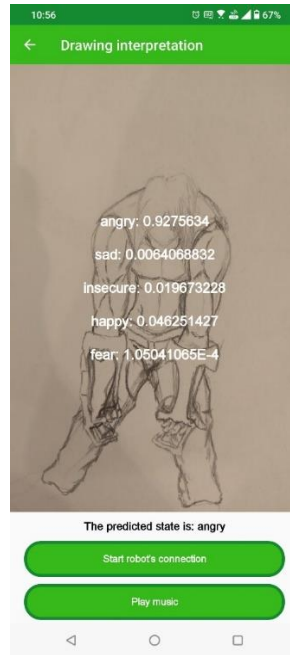 10:56 67%
Drawing interpretation
angry: 0.9275634
sad: 0.0064068832
insecure: 0.019673228
happy: 0.046251427
fear: 1.05041065E-4
The predicted state is: angry
Start robot's connection
Play music